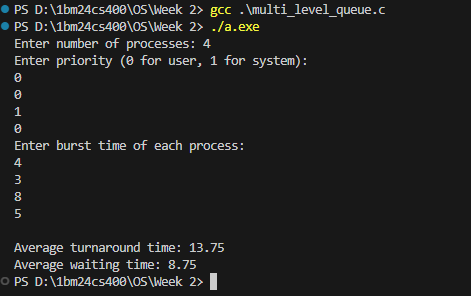 PS D:\1bm24cs400\OS\Week 2> gcc .\multi_level_queue.c
PS D:\1bm24cs400\OS\Week 2> ./a.exe
Enter number of processes: 4
Enter priority (0 for user, 1 for system):
0
0
1
0
Enter burst time of each process:
4
3
8
5
Average turnaround time: 13.75
Average waiting time: 8.75
PS D:\1bm24cs400\OS\Week 2>